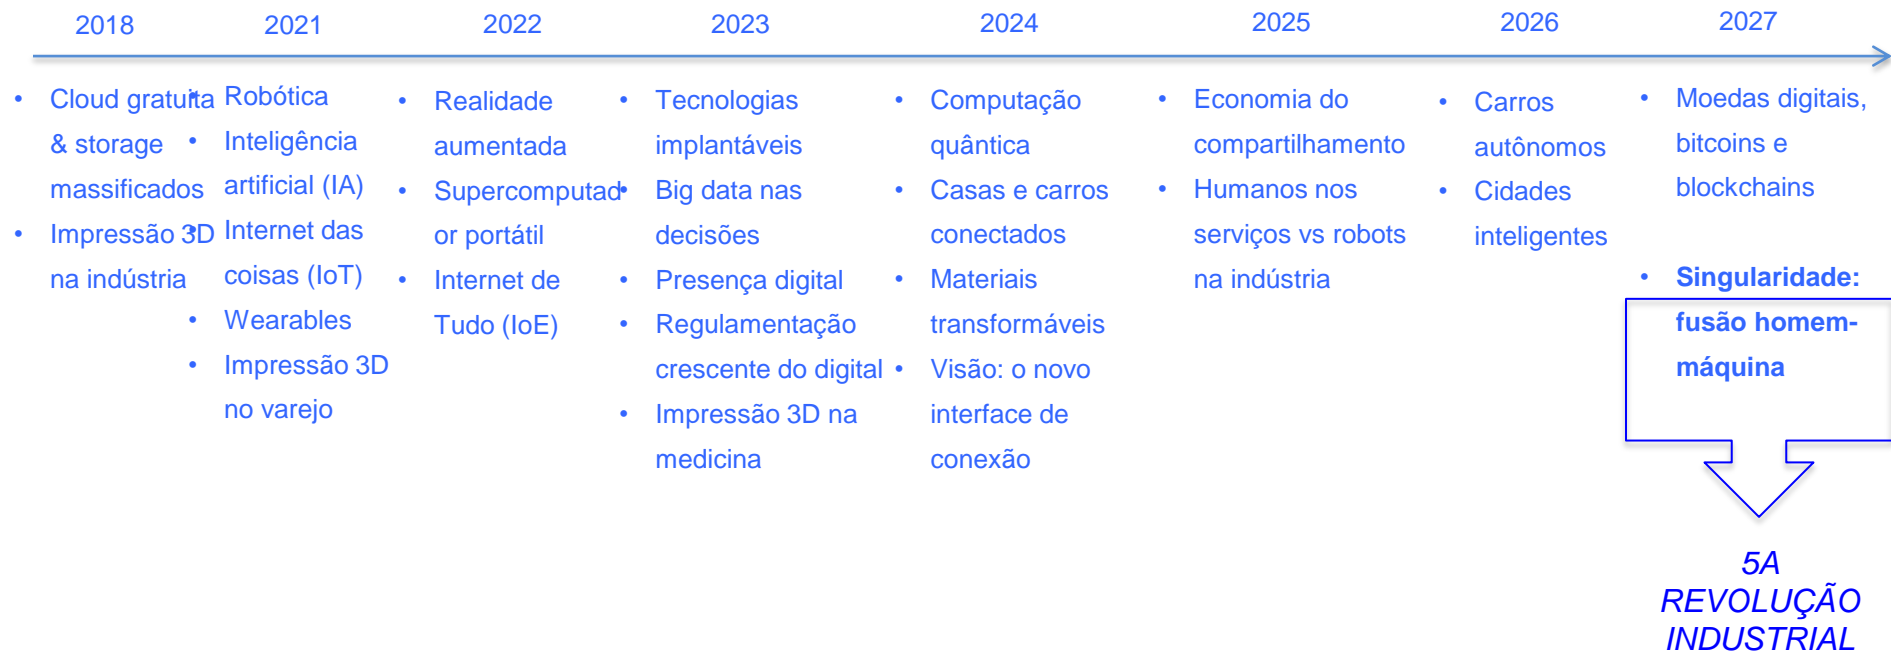 2018
2021
2022
2023
2024
2025
2026
2027
• Cloud gratuita
& storage
massificados
• Impressão 3D
na indústria
• Robótica
• Inteligência
artificial (IA)
• Internet das
coisas (IoT)
• Wearables
• Impressão 3D
no varejo
• Realidade
aumentada
• Supercomputad
or portátil
• Internet de
Tudo (IoE)
• Tecnologias
implantáveis
• Big data nas
decisões
• Presença digital
• Regulamentação
crescente do digital
• Impressão 3D na
medicina
• Computação
quântica
• Casas e carros
conectados
• Materiais
transformáveis
• Visão: o novo
interface de
conexão
• Economia do
compartilhamento
• Humanos nos
serviços vs robots
na indústria
• Carros
autônomos
• Cidades
inteligentes
• Moedas digitais,
bitcoins e
blockchains
• Singularidade:
fusão homem-
máquina
5A
REVOLUÇÃO
INDUSTRIAL